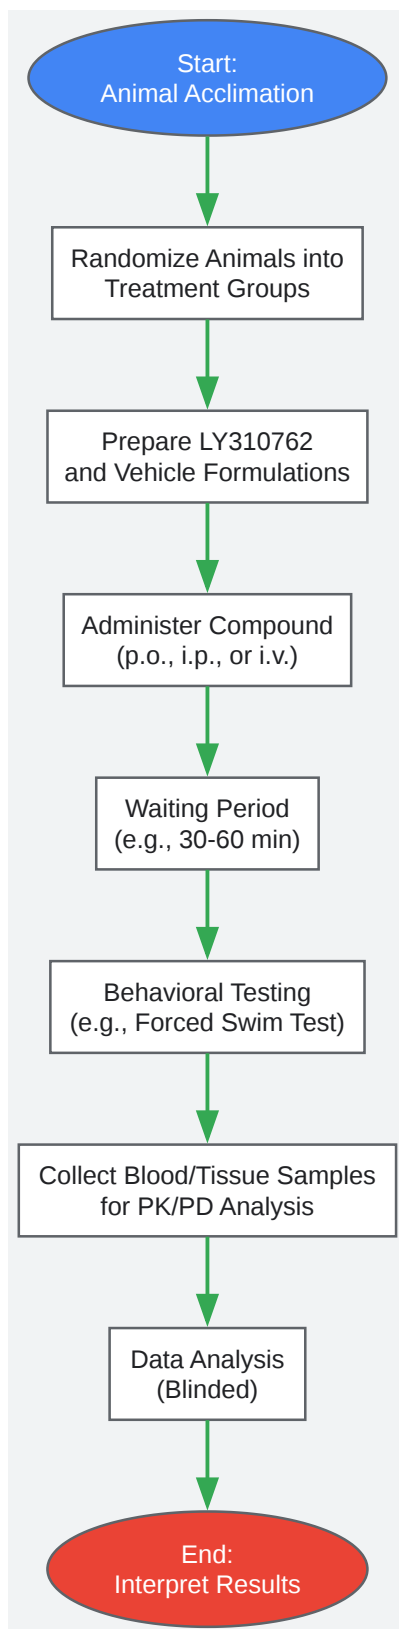 Start:
Animal Acclimation
Randomize Animals into
Treatment Groups
Prepare LY310762
and Vehicle Formulations
Administer Compound
(p.o., i.p., or i.v.)
Waiting Period
(e.g., 30-60 min)
Behavioral Testing
(e.g., Forced Swim Test)
Collect Blood/Tissue Samples
for PK/PD Analysis
Data Analysis
(Blinded)
End:
Interpret Results